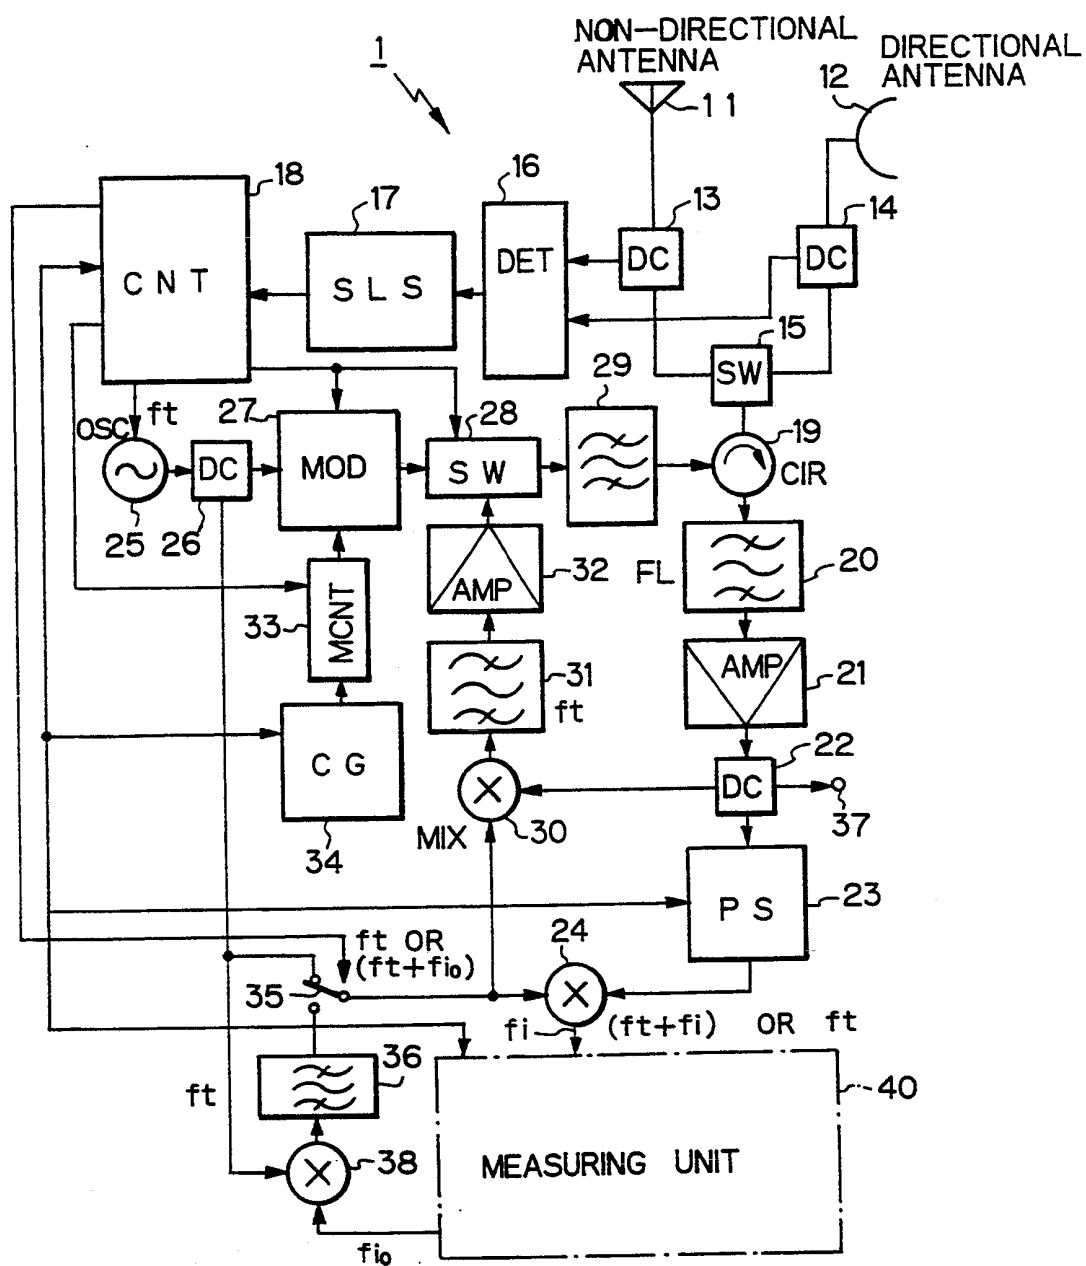 NON-DIRECTIONAL
ANTENNA
DIRECTIONAL
ANTENNA
1
11
12
18
17
16
13
14
CNT
SLS
DET
DC
DC
15
SW
29
OSC
ft
27
28
19
DC
MOD
SW
CIR
25
26
AMP
32
FL
20
33
MCNT
31
ft
AMP
21
CG
22
DC
34
MIX
30
37
PS
23
24
ft OR
(ft+fio)
35
fi
(ft+fi) OR ft
36
ft
40
38
MEASURING UNIT
fio